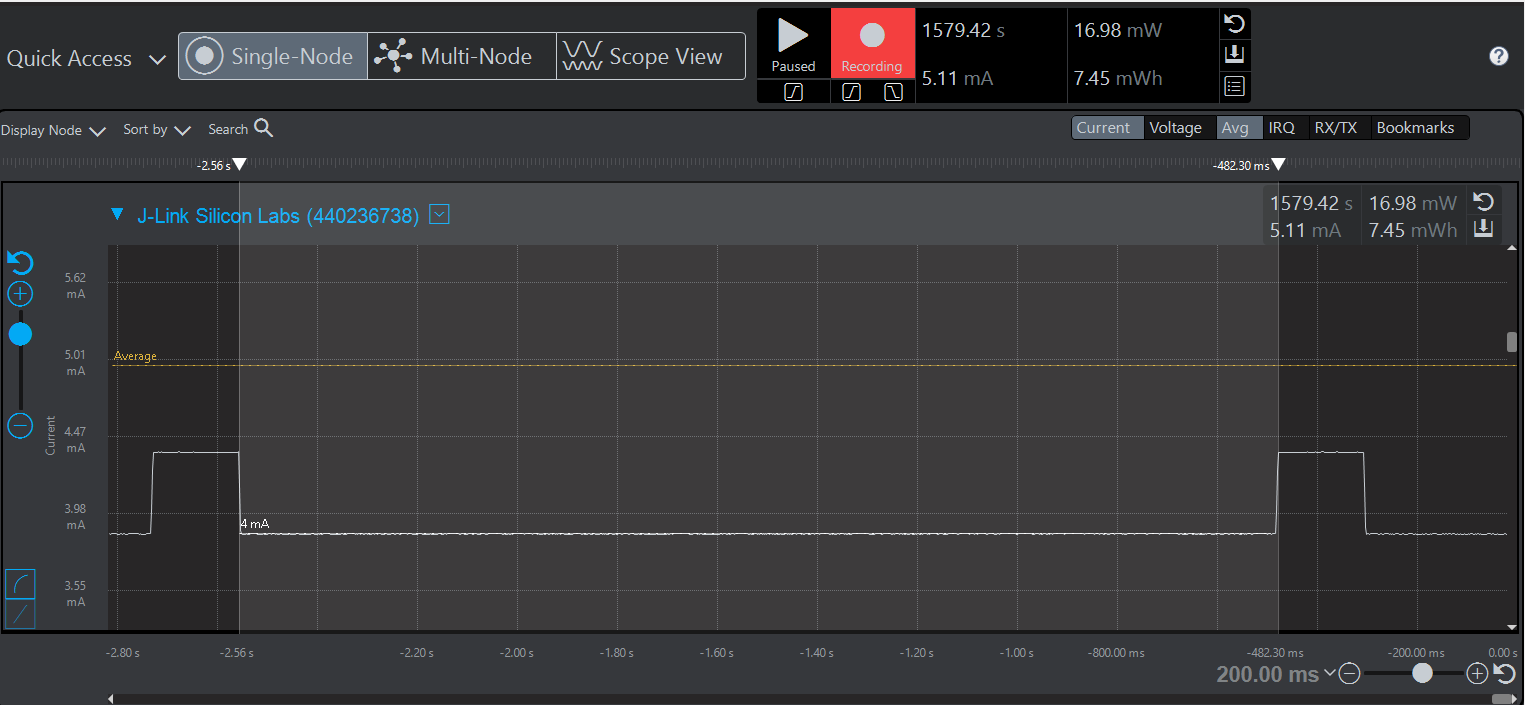 Quick Access
Single-Node
Multi-Node
Scope View
Paused
Recording
1579.42 s
5.11 mA
16.98 mW
7.45 mWh
Display Node
Sort by
Search
Current
Voltage
Avg
IRQ
RX/TX
Bookmarks
-2.56 s
-482.30 ms
J-Link Silicon Labs (440236738)
1579.42 s
5.11 mA
16.98 mW
7.45 mWh
5.62
mA
5.01
mA
4.47
mA
3.98
mA
3.55
mA
Current
Average
4 mA
-2.80 s
-2.56 s
-2.20 s
-2.00 s
-1.80 s
-1.60 s
-1.40 s
-1.20 s
-1.00 s
-800.00 ms
-482.30 ms
-200.00 ms
0.00 s
200.00 ms